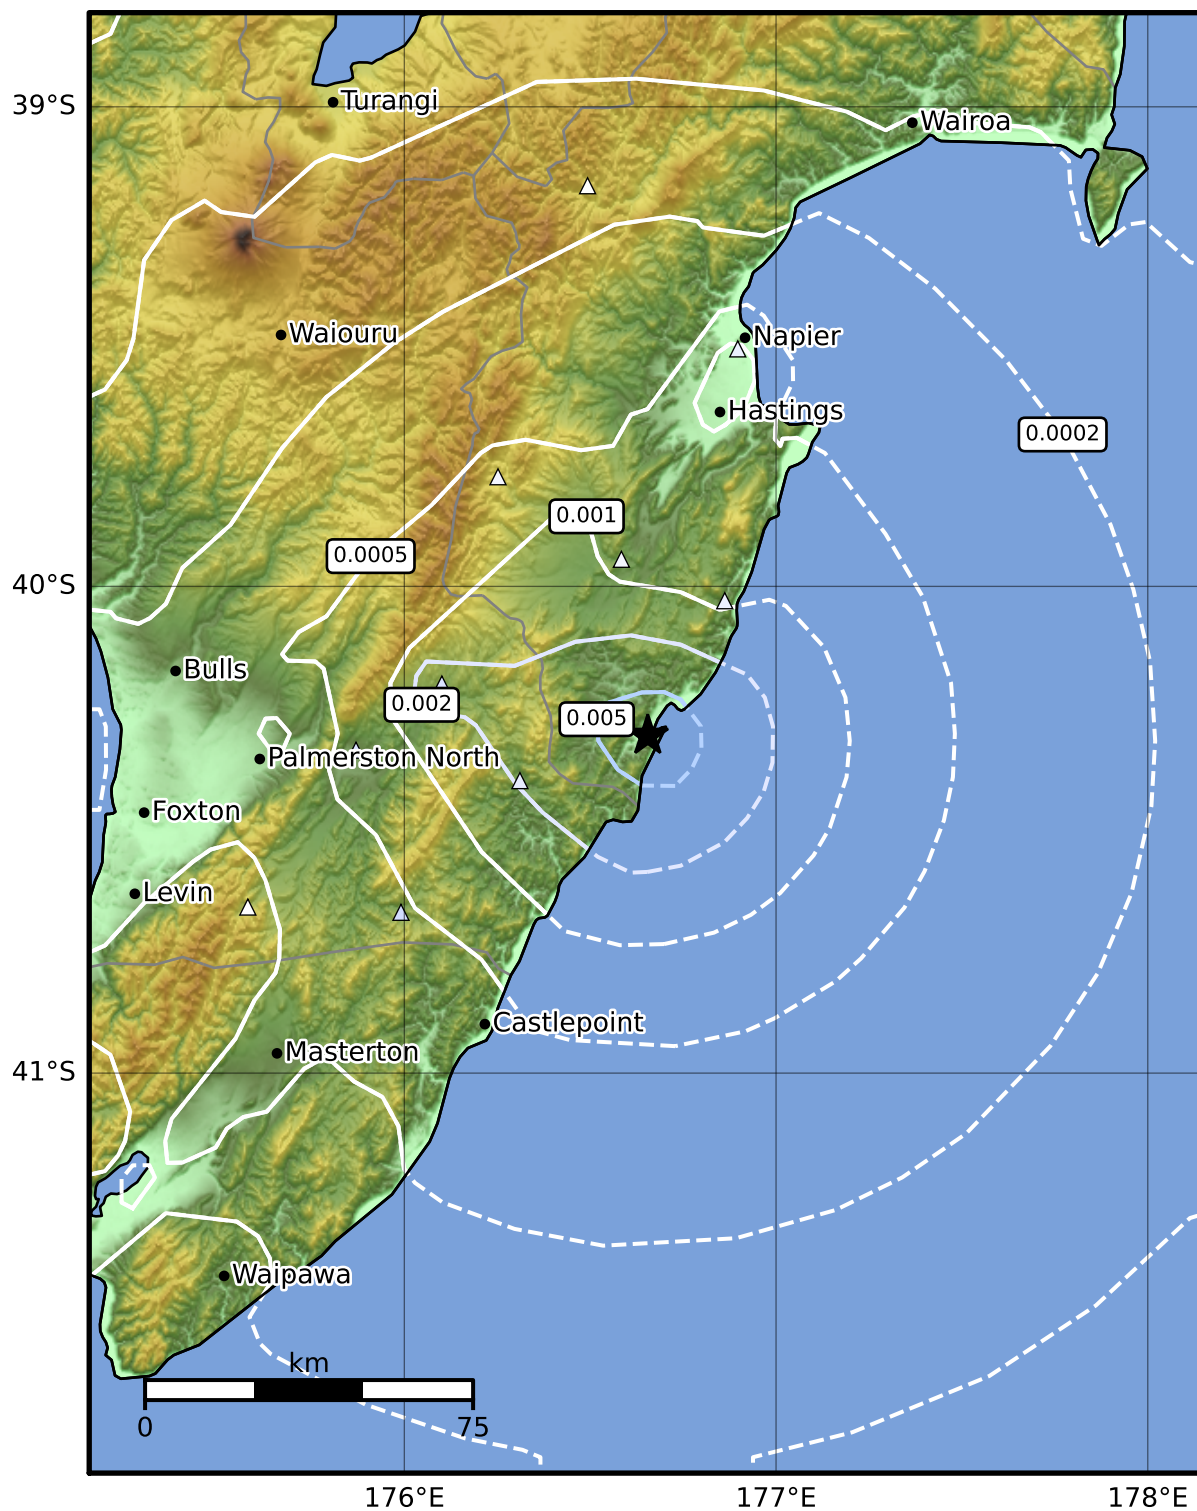 39°S
Turangi
Wairoa
Waiouru
Napier
Hastings
0.0002
0.001
0.0005
40°S
Bulls
0.002
0.005
Palmerston North
Foxton
Levin
Castlepoint
Masterton
41°S
Waipawa
km
0 75
176°E 177°E 178°E